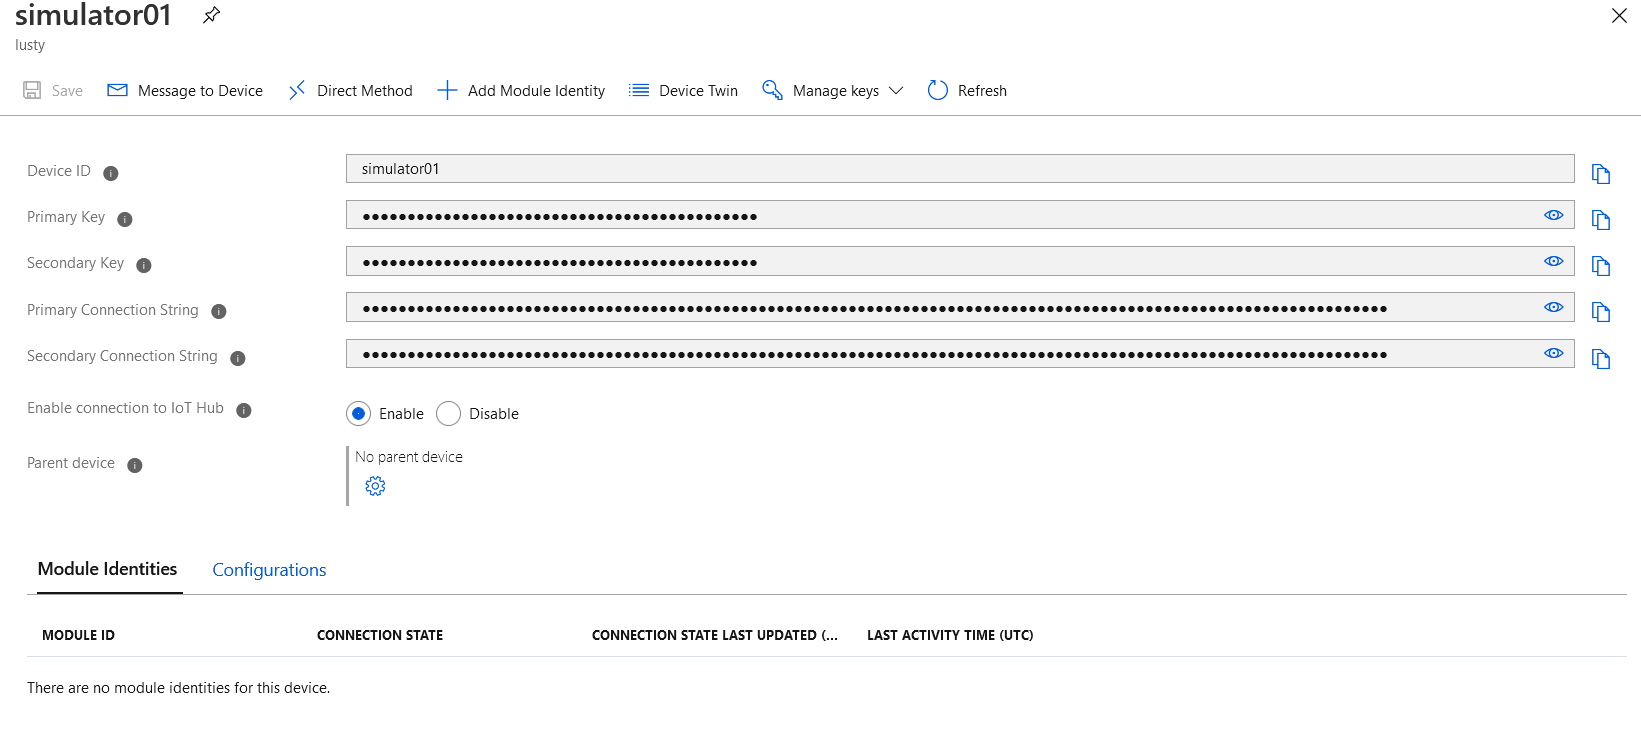 simulator01
lusty
Save Message to Device Direct Method Add Module Identity Device Twin Manage keys Refresh
Device ID simulator01
Primary Key ●●●●●●●●●●●●●●●●●●●●●●●●●●●●●●●●●●●●●●●●●●●●
Secondary Key ●●●●●●●●●●●●●●●●●●●●●●●●●●●●●●●●●●●●●●●●●●●●
Primary Connection String
Secondary Connection String
Enable connection to IoT Hub Enable Disable
Parent device No parent device
Module Identities Configurations
MODULE ID CONNECTION STATE CONNECTION STATE LAST UPDATED (... LAST ACTIVITY TIME (UTC)
There are no module identities for this device.